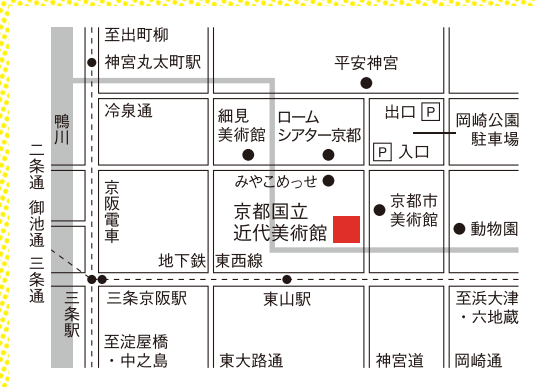 至出町柳
神宮丸太町駅
平安神宮
冷泉通
細見
美術館
ローム
シアター京都
出口 P
P 入口
岡崎公園
駐車場
鴨川
二条通
御池通
三条通
京阪電車
みやこめっせ
京都国立
近代美術館
京都市
美術館
動物園
地下鉄
東西線
三条駅
三条京阪駅
東山駅
至浜大津
・六地蔵
至淀屋橋
・中之島
東大路通
神宮道
岡崎通